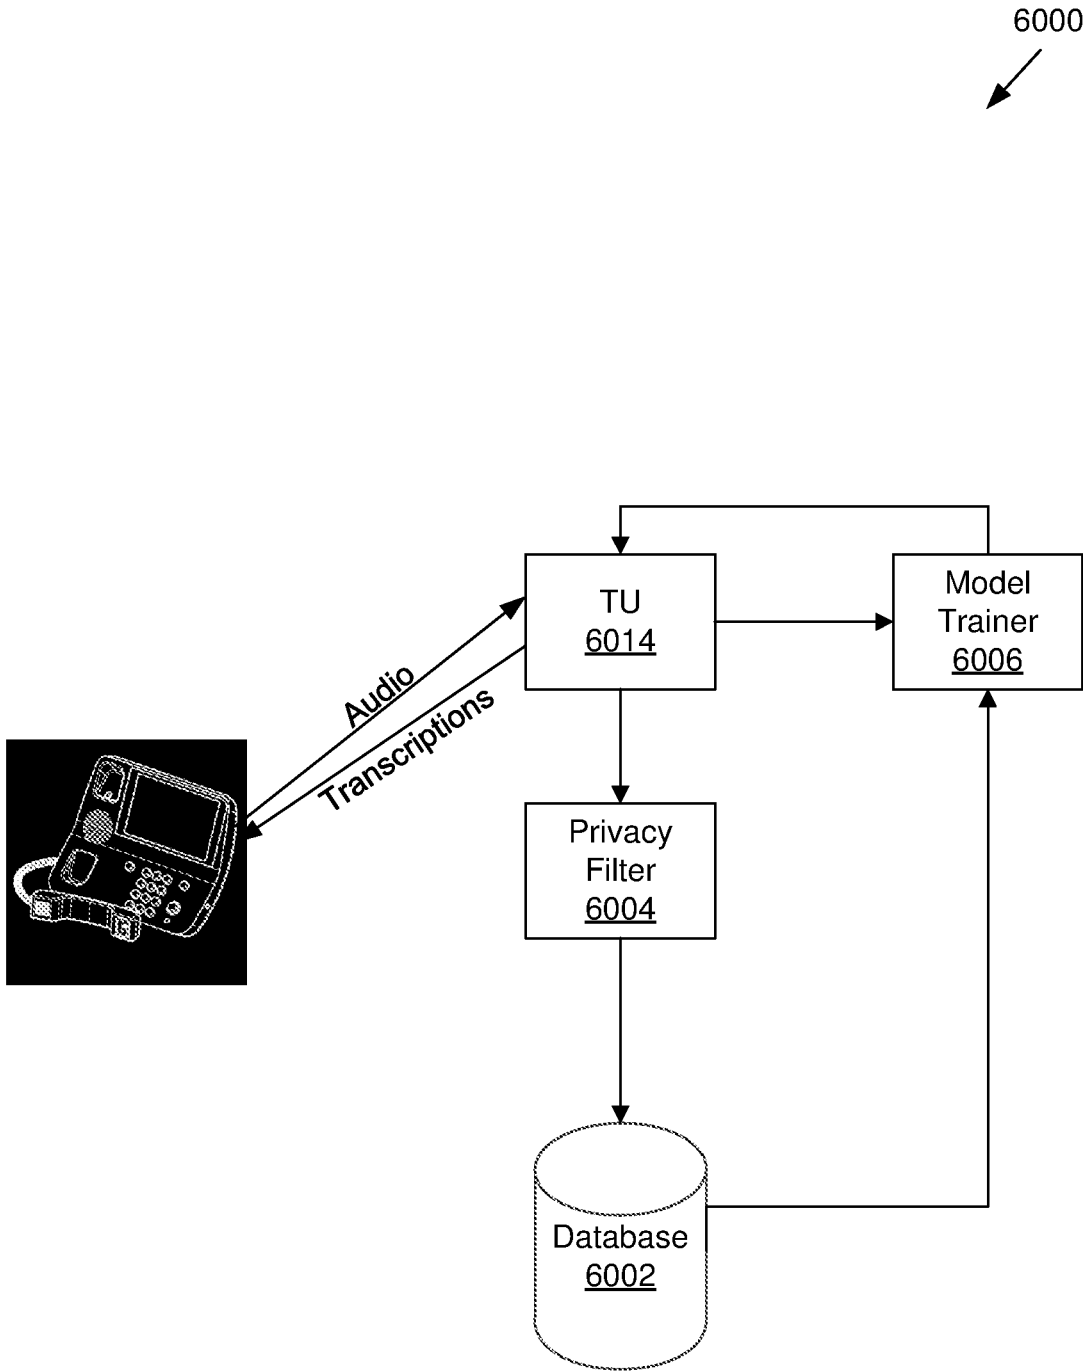 6000
TU
6014
Model
Trainer
6006
Audio
Transcriptions
Privacy
Filter
6004
Database
6002